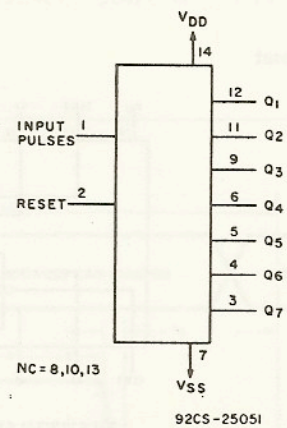 VDD
14
12 Q1
INPUT 1
PULSES
11 Q2
9 Q3
RESET 2
6 Q4
5 Q5
4 Q6
3 Q7
7
NC = 8,10,13
VSS
92CS-25051